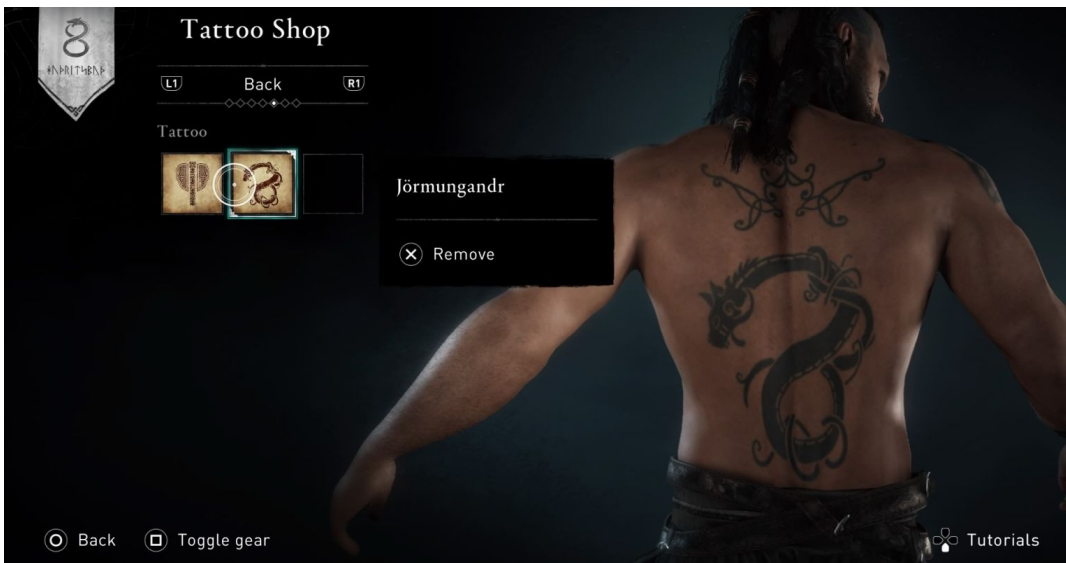 Tattoo Shop
L1 Back R1
Tattoo
Jörmungandr
Remove
Back
Toggle gear
Tutorials